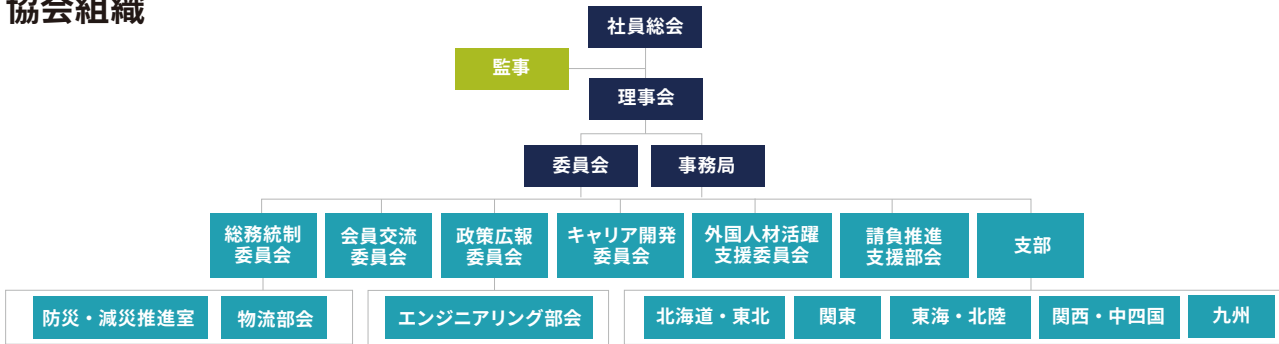 協会組織
社員総会
監事
理事会
委員会
事務局
総務統制
委員会
会員交流
委員会
政策広報
委員会
キャリア開発
委員会
外国人材活躍
支援委員会
請負推進
支援部会
支部
防災・減災推進室
物流部会
エンジニアリング部会
北海道・東北
関東
東海・北陸
関西・中四国
九州